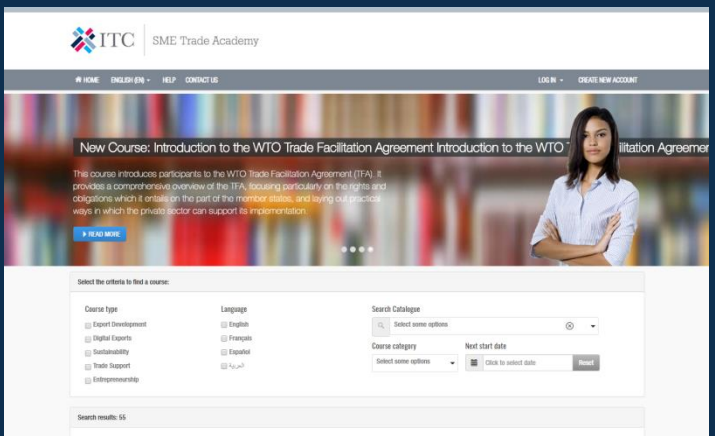 ITC SME Trade Academy
HOME ENGLISH (EN) HELP CONTACT US LOG IN CREATE NEW ACCOUNT
New Course: Introduction to the WTO Trade Facilitation Agreement Introduction to the WTO T ilitation Agreemen
This course introduces participants to the WTO Trade Facilitation Agreement (TFA). It
provides a comprehensive overview of the TFA, focusing particularly on the rights and
obligations which it entails on the part of the member states, and laying out practical
ways in which the private sector can support its implementation.
READ MORE
Select the criteria to find a course:
Course type
Export Development
Digital Exports
Sustainability
Trade Support
Entrepreneurship
Language
English
Français
Español
العربية
Search Catalogue
Select some options
Course category
Select some options
Next start date
Click to select date
Reset
Search results: 55